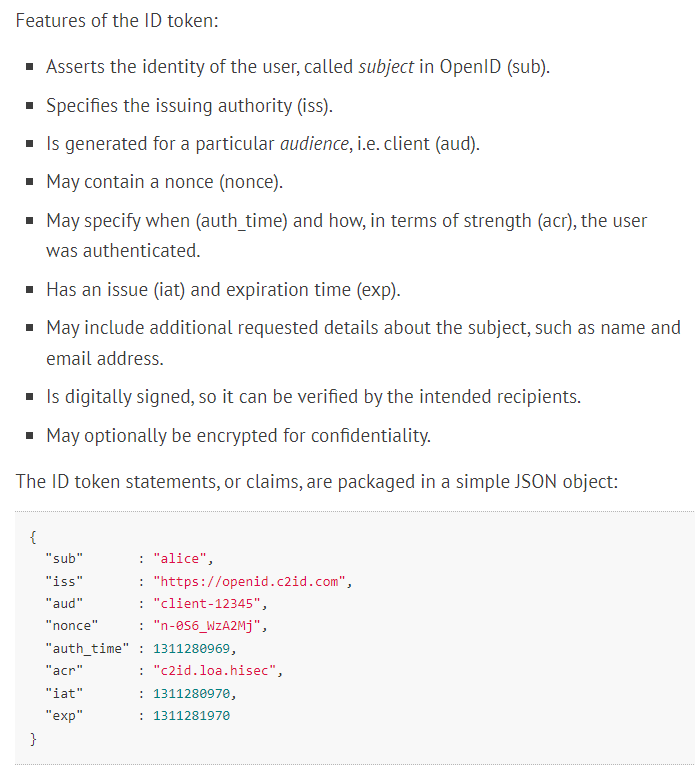 Features of the ID token:
▪ Asserts the identity of the user, called subject in OpenID (sub).
▪ Specifies the issuing authority (iss).
▪ Is generated for a particular audience, i.e. client (aud).
▪ May contain a nonce (nonce).
▪ May specify when (auth_time) and how, in terms of strength (acr), the user
was authenticated.
▪ Has an issue (iat) and expiration time (exp).
▪ May include additional requested details about the subject, such as name and
email address.
▪ Is digitally signed, so it can be verified by the intended recipients.
▪ May optionally be encrypted for confidentiality.
The ID token statements, or claims, are packaged in a simple JSON object:
{
  "sub"       : "alice",
  "iss"       : "https://openid.c2id.com",
  "aud"       : "client-12345",
  "nonce"     : "n-0S6_WzA2Mj",
  "auth_time" : 1311280969,
  "acr"       : "c2id.loa.hisec",
  "iat"       : 1311280970,
  "exp"       : 1311281970
}